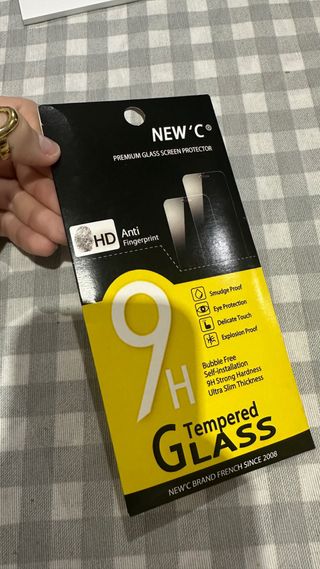 NEW'C®
PREMIUM GLASS SCREEN PROTECTOR
HD Anti
Fingerprint
Smudge Proof
Eye Protection
Delicate Touch
Explosion Proof
9H
Bubble Free
Self-installation
9H Strong Hardness
Ultra Slim Thickness
Tempered
GLASS
NEW'C BRAND FRENCH SINCE 2008